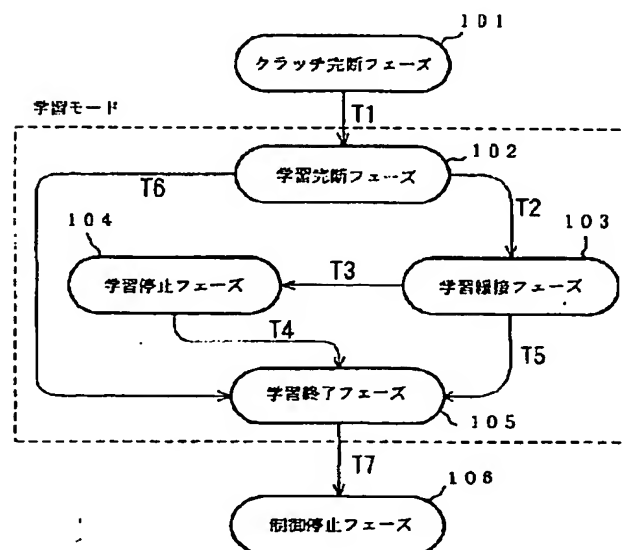 101
クラッチ完断フェーズ
学習モード
T1
102
学習完断フェーズ
T6
T2
104
103
学習停止フェーズ
T3
学習緩接フェーズ
T4
T5
学習終了フェーズ
105
T7
106
制御停止フェーズ